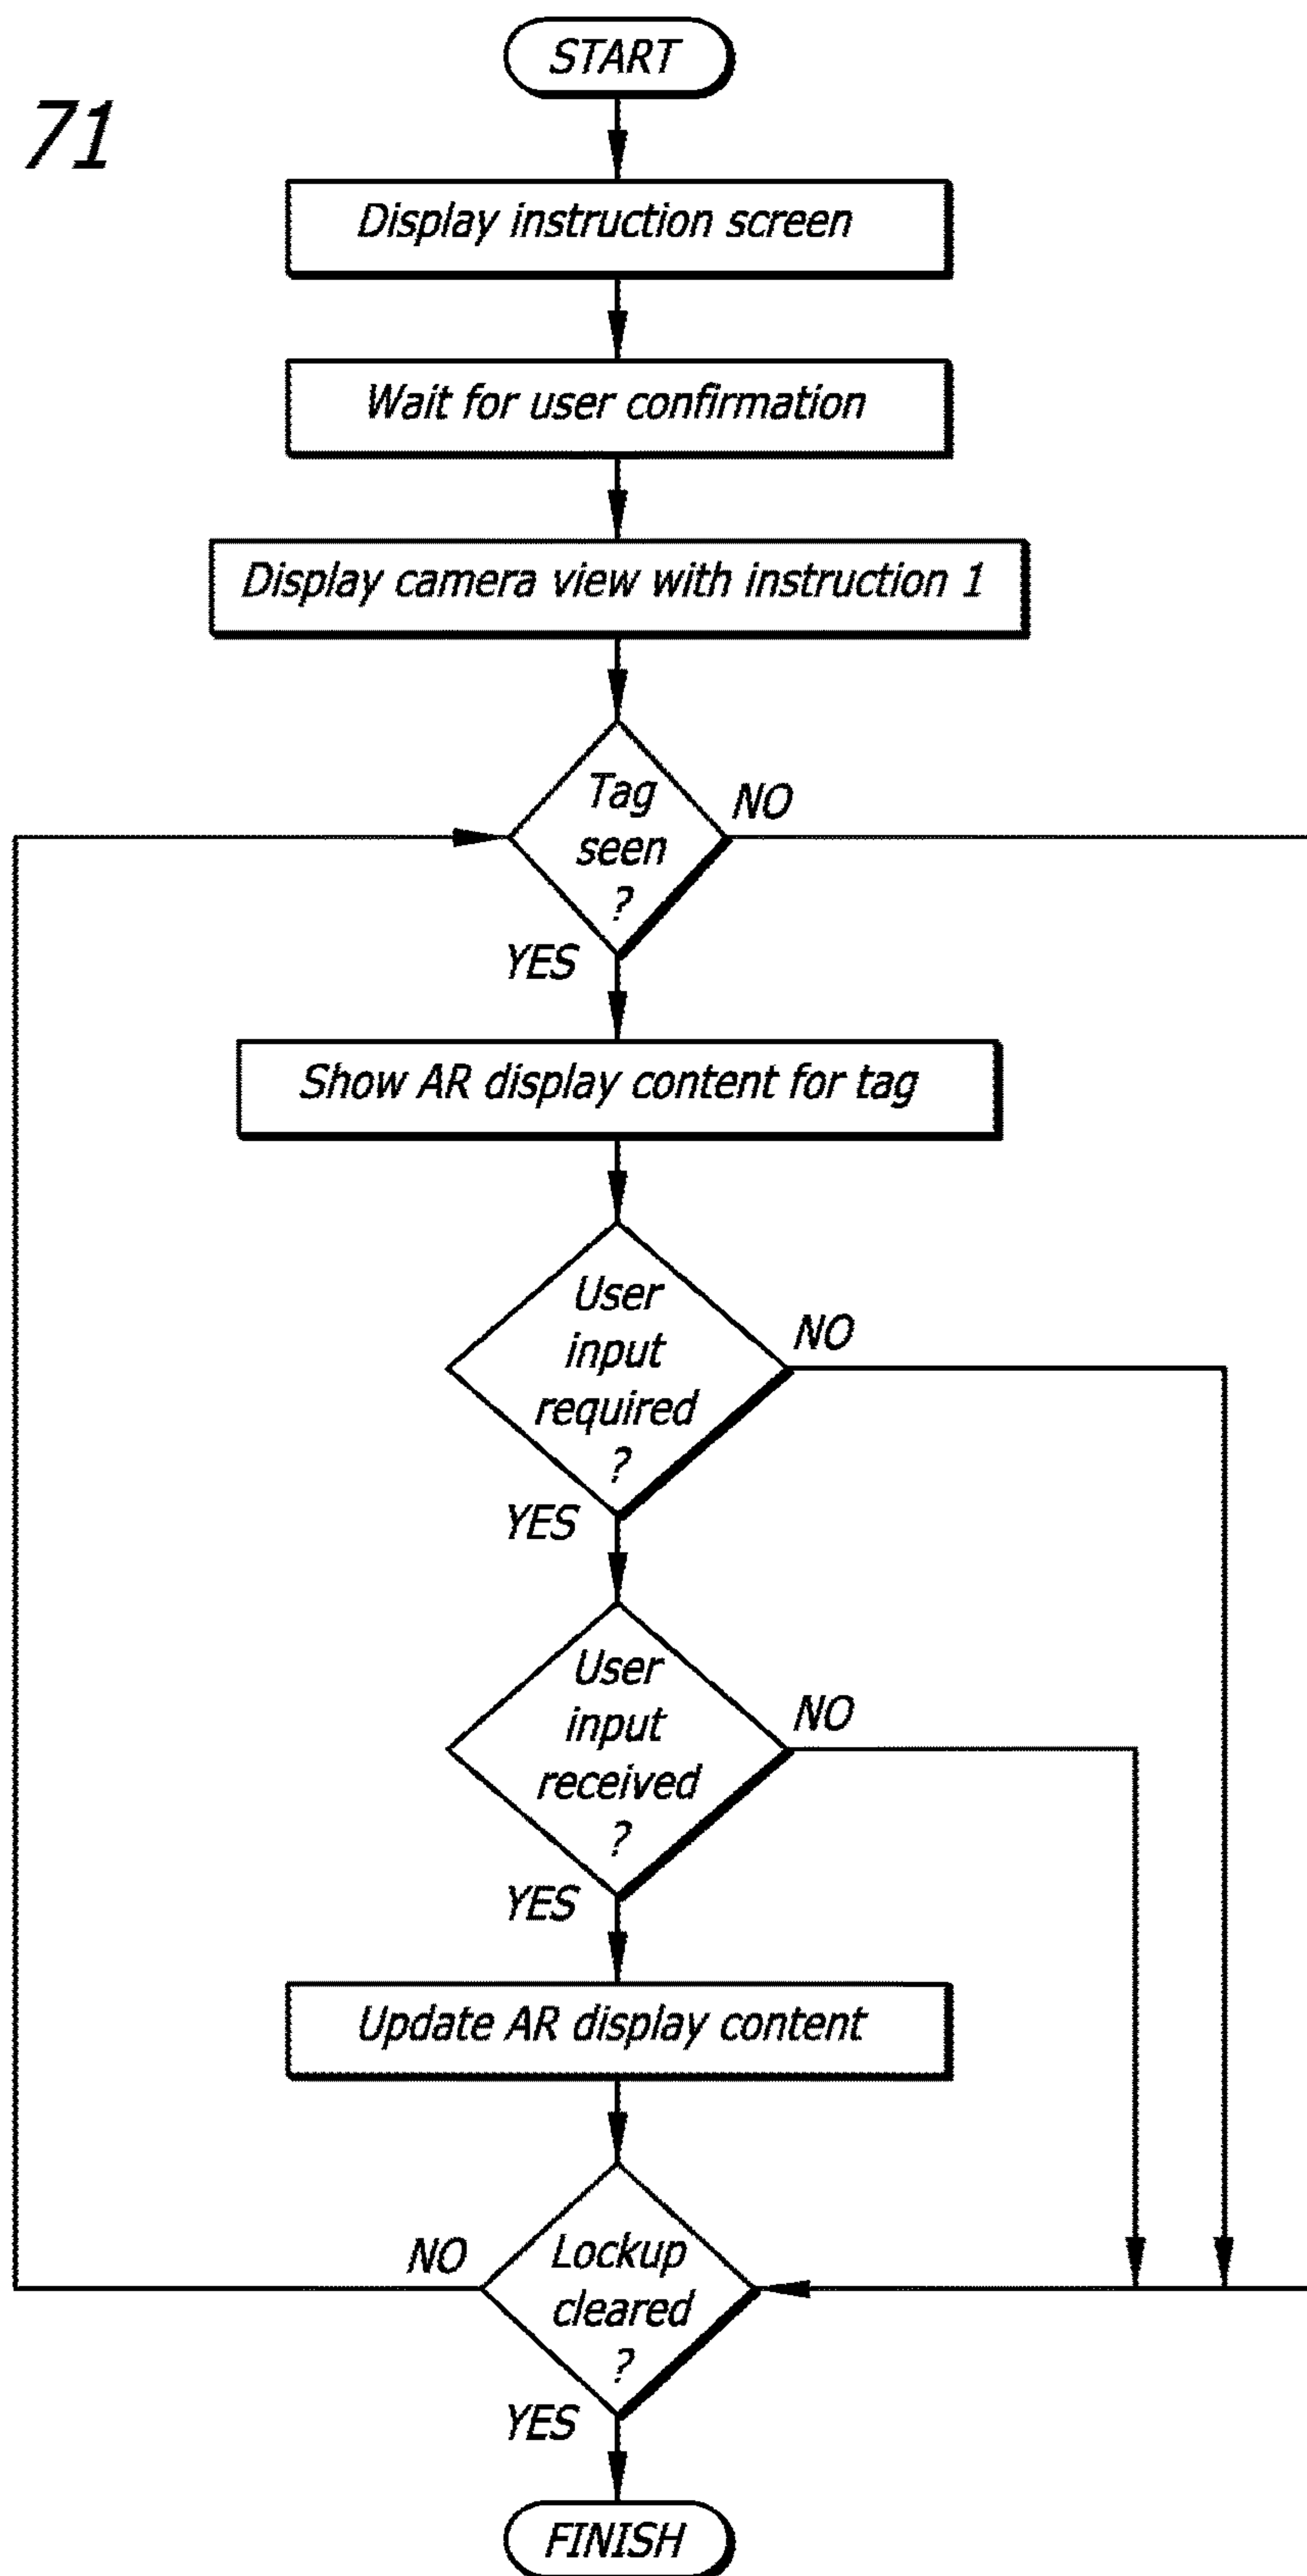 START
71
Display instruction screen
Wait for user confirmation
Display camera view with instruction 1
Tag
seen
?
NO
YES
Show AR display content for tag
User
input
required
?
NO
YES
User
input
received
?
NO
YES
Update AR display content
NO
Lockup
cleared
?
YES
FINISH